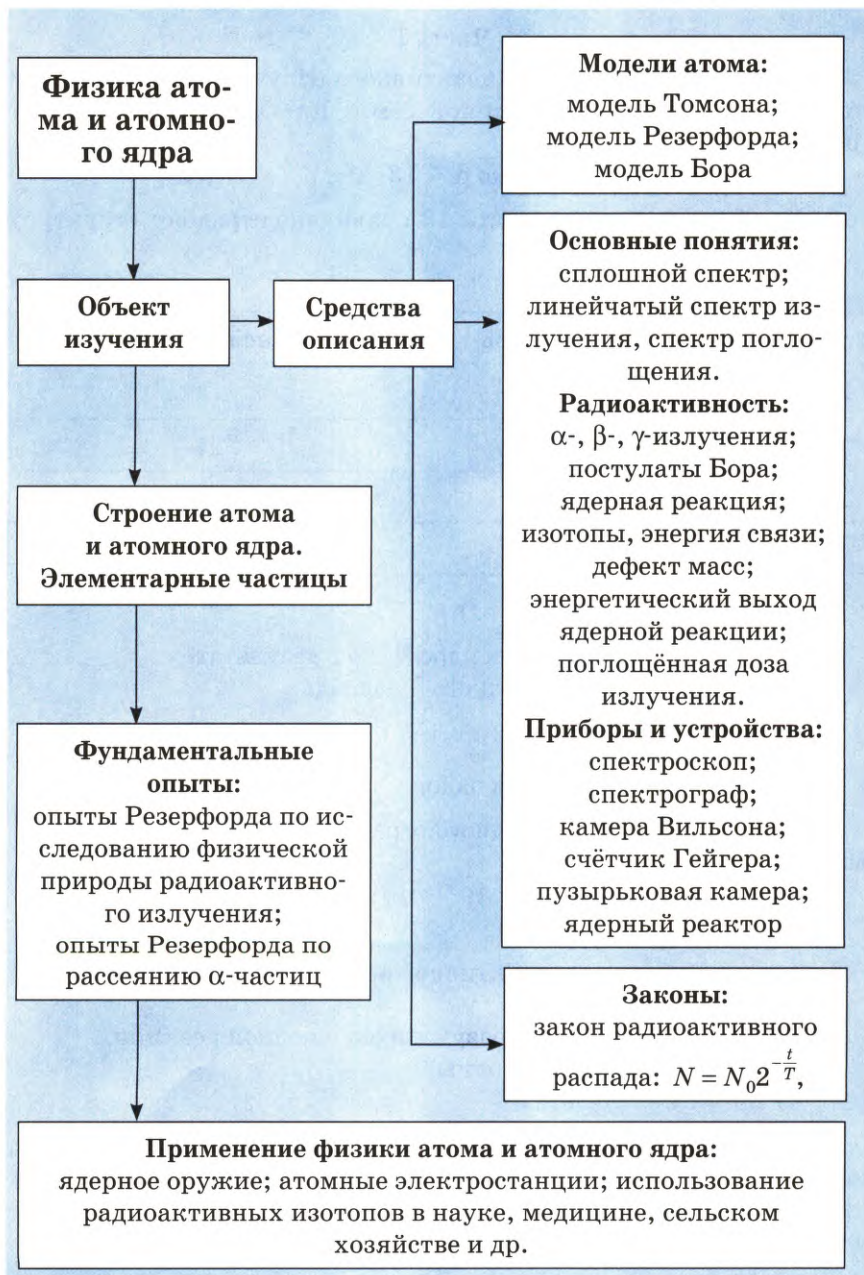 Физика ато-
ма и атомно-
го ядра
Объект
изучения
Средства
описания
Модели атома:
модель Томсона;
модель Резерфорда;
модель Бора
Основные понятия:
сплошной спектр;
линейчатый спектр из-
лучения, спектр погло-
щения.
Радиоактивность:
α-, β-, γ-излучения;
постулаты Бора;
ядерная реакция;
изотопы, энергия связи;
дефект масс;
энергетический выход
ядерной реакции;
поглощённая доза
излучения.
Приборы и устройства:
спектроскоп;
спектрограф;
камера Вильсона;
счётчик Гейгера;
пузырьковая камера;
ядерный реактор
Законы:
закон радиоактивного
распада: N = N₀2^(-t/T),
Строение атома
и атомного ядра.
Элементарные частицы
Фундаментальные
опыты:
опыты Резерфорда по ис-
следованию физической
природы радиоактивно-
го излучения;
опыты Резерфорда по
рассеянию α-частиц
Применение физики атома и атомного ядра:
ядерное оружие; атомные электростанции; использование
радиоактивных изотопов в науке, медицине, сельском
хозяйстве и др.